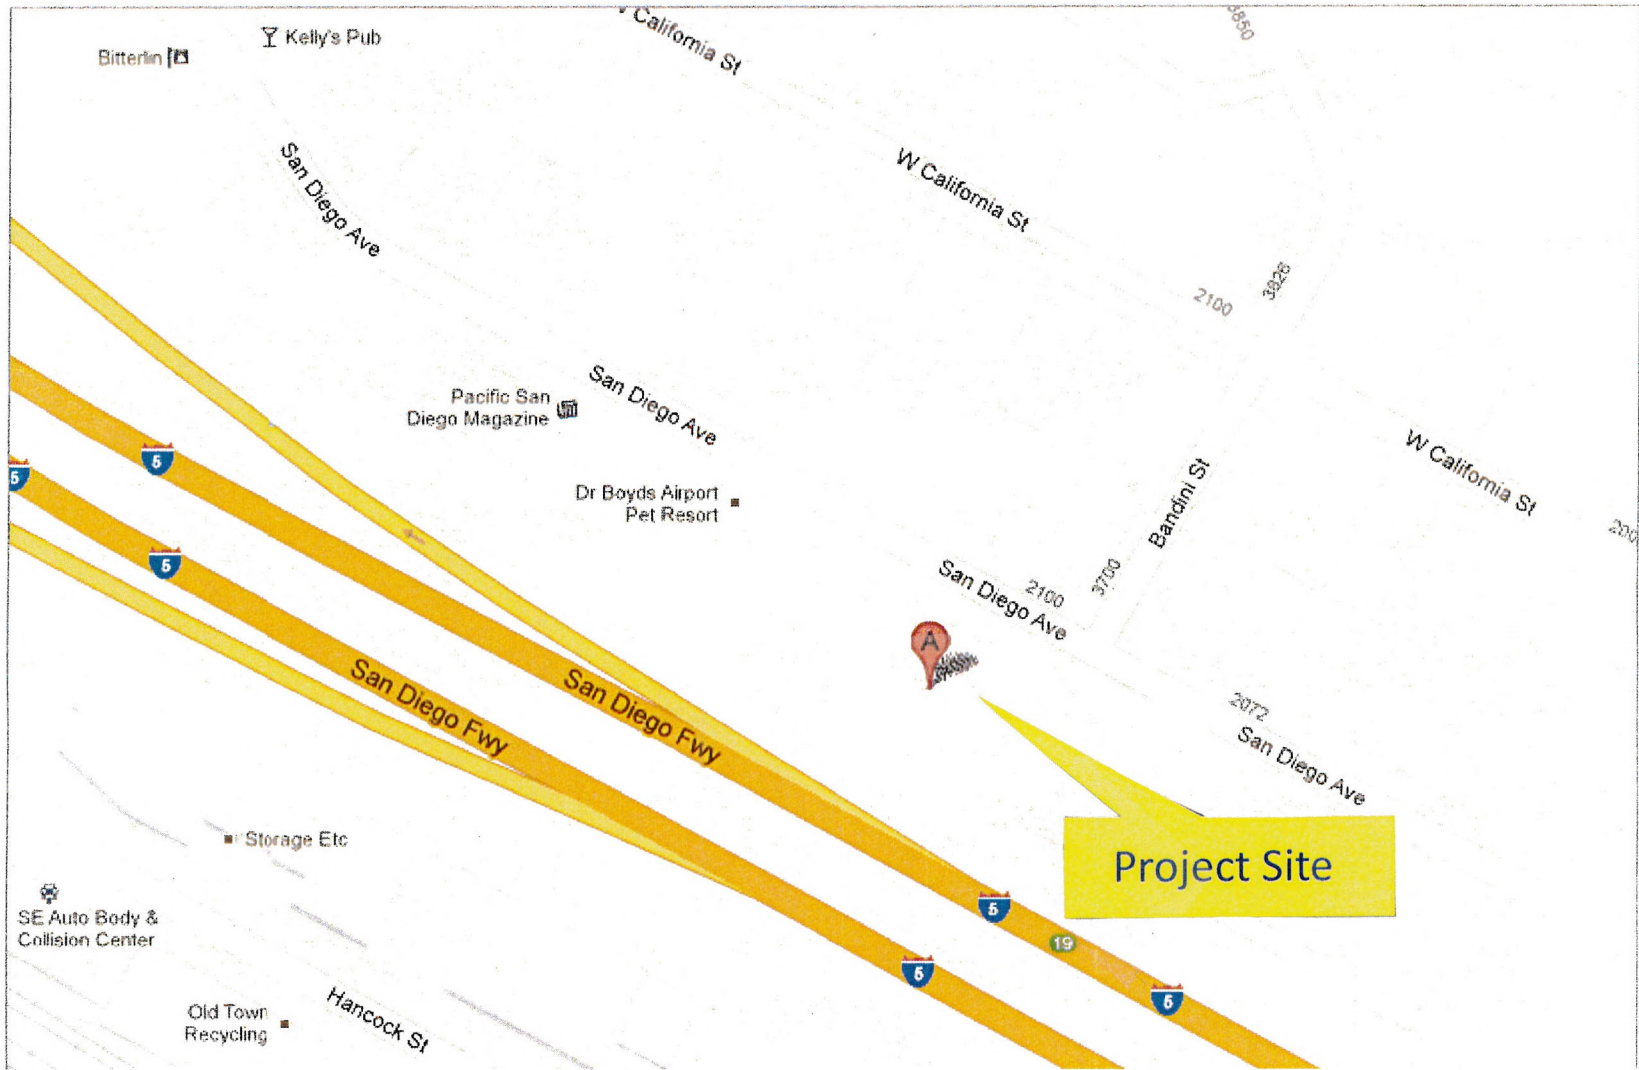 Kelly's Pub
Bitterlin
California St
3850
San Diego Ave
W California St
2100
3826
Pacific San
Diego Magazine
San Diego Ave
W California St
Bandini St
Dr Boyds Airport
Pet Resort
200
5
5
5
San Diego Ave
2100
3700
A
San Diego Fwy
San Diego Fwy
2072
San Diego Ave
Project Site
Storage Etc
SE Auto Body &
Collision Center
5
19
5
5
Old Town
Recycling
Hancock St